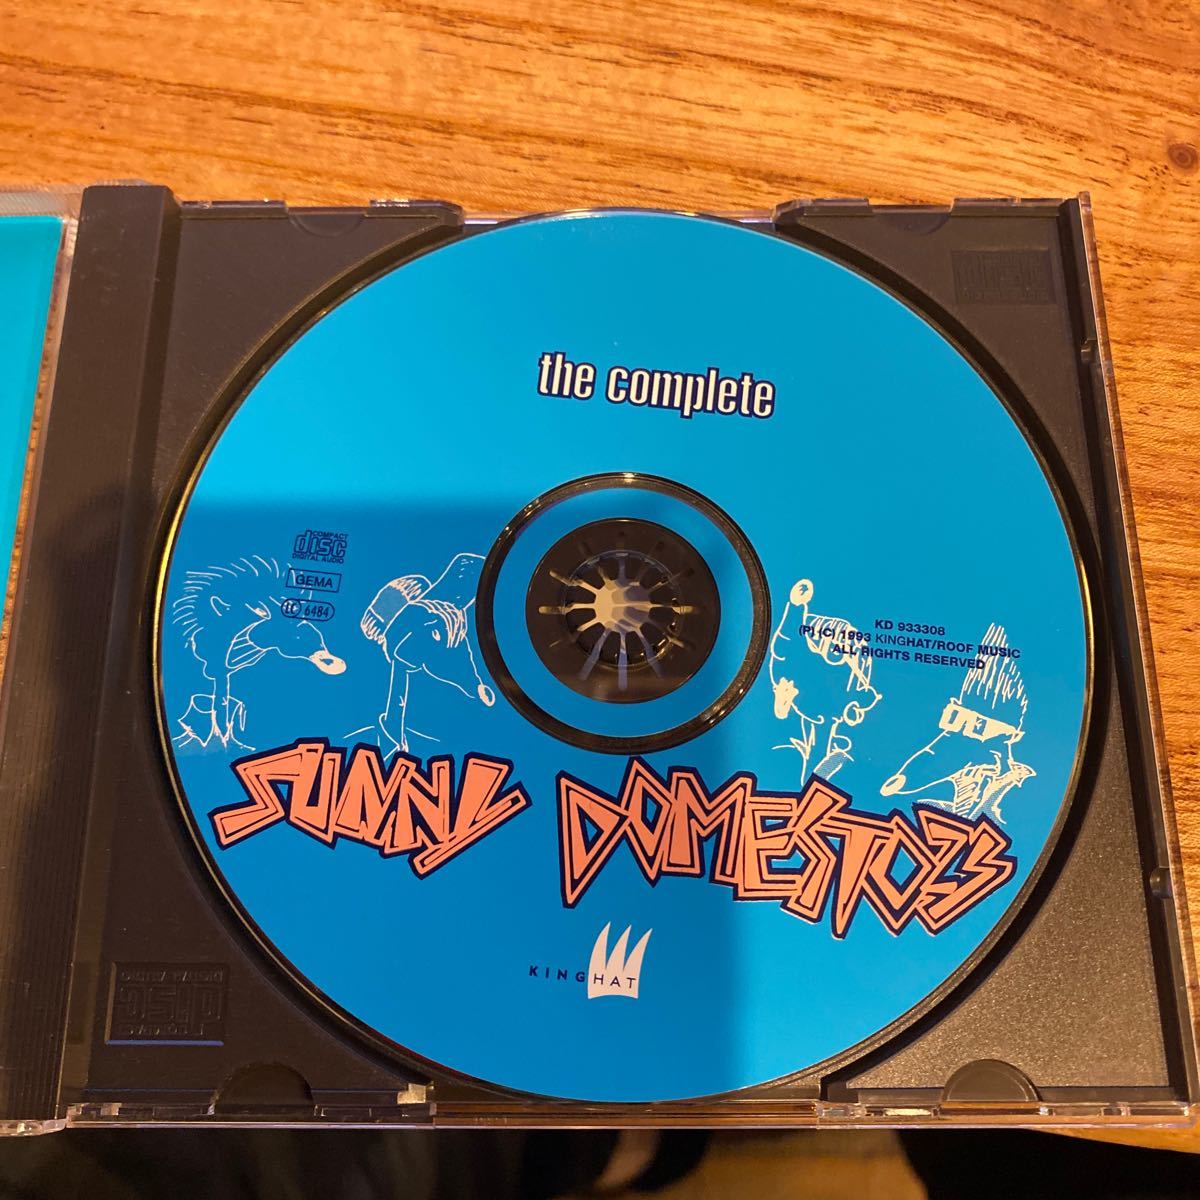 the complete
COMPACT
disc
DIGITAL AUDIO
GEMA
LC 6484
KD 933308
(P) (C) 1993 KINGHAT/ROOF MUSIC
ALL RIGHTS RESERVED
SUNNY DOMESTOZS
KINGHAT